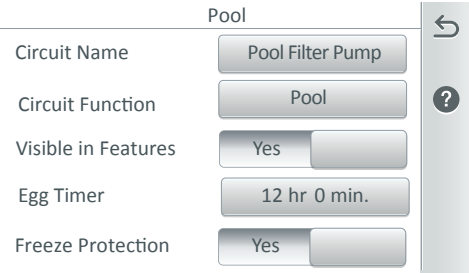 Pool
Circuit Name Pool Filter Pump
Circuit Function Pool
Visible in Features Yes
Egg Timer 12 hr 0 min.
Freeze Protection Yes
?